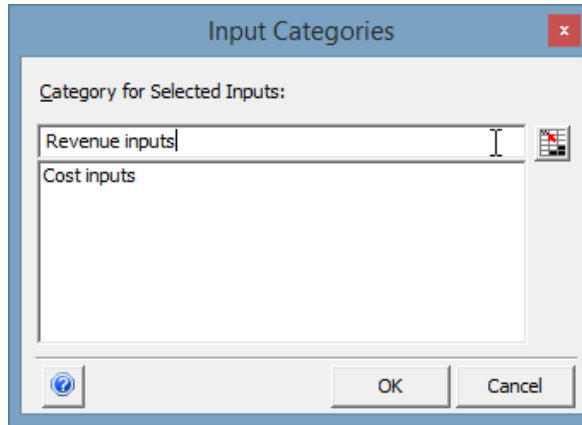 Input Categories
x
Category for Selected Inputs:
Revenue inputs
Cost inputs
?
OK
Cancel